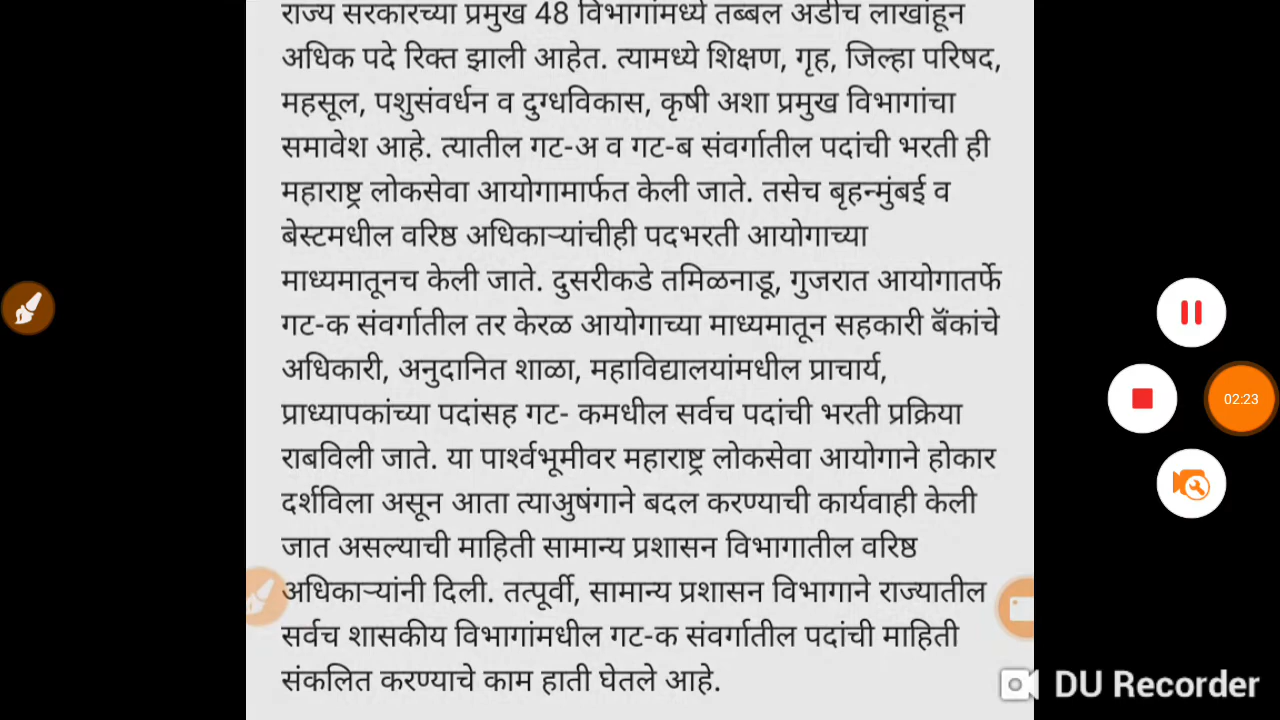 राज्य सरकारच्या प्रमुख 48 विभागांमध्ये तब्बल अडीच लाखांहून
अधिक पदे रिक्त झाली आहेत. त्यामध्ये शिक्षण, गृह, जिल्हा परिषद,
महसूल, पशुसंवर्धन व दुग्धविकास, कृषी अशा प्रमुख विभागांचा
समावेश आहे. त्यातील गट-अ व गट-ब संवर्गातील पदांची भरती ही
महाराष्ट्र लोकसेवा आयोगामार्फत केली जाते. तसेच बृहन्मुंबई व
बेस्टमधील वरिष्ठ अधिकाऱ्यांचीही पदभरती आयोगाच्या
माध्यमातूनच केली जाते. दुसरीकडे तमिळनाडू, गुजरात आयोगातर्फे
गट-क संवर्गातील तर केरळ आयोगाच्या माध्यमातून सहकारी बॅंकांचे
अधिकारी, अनुदानित शाळा, महाविद्यालयांमधील प्राचार्य,
प्राध्यापकांच्या पदांसह गट- कमधील सर्वच पदांची भरती प्रक्रिया
राबविली जाते. या पार्श्वभूमीवर महाराष्ट्र लोकसेवा आयोगाने होकार
दर्शविला असून आता त्याअुषंगाने बदल करण्याची कार्यवाही केली
जात असल्याची माहिती सामान्य प्रशासन विभागातील वरिष्ठ
अधिकाऱ्यांनी दिली. तत्पूर्वी, सामान्य प्रशासन विभागाने राज्यातील
सर्वच शासकीय विभागांमधील गट-क संवर्गातील पदांची माहिती
संकलित करण्याचे काम हाती घेतले आहे.
02:23
DU Recorder